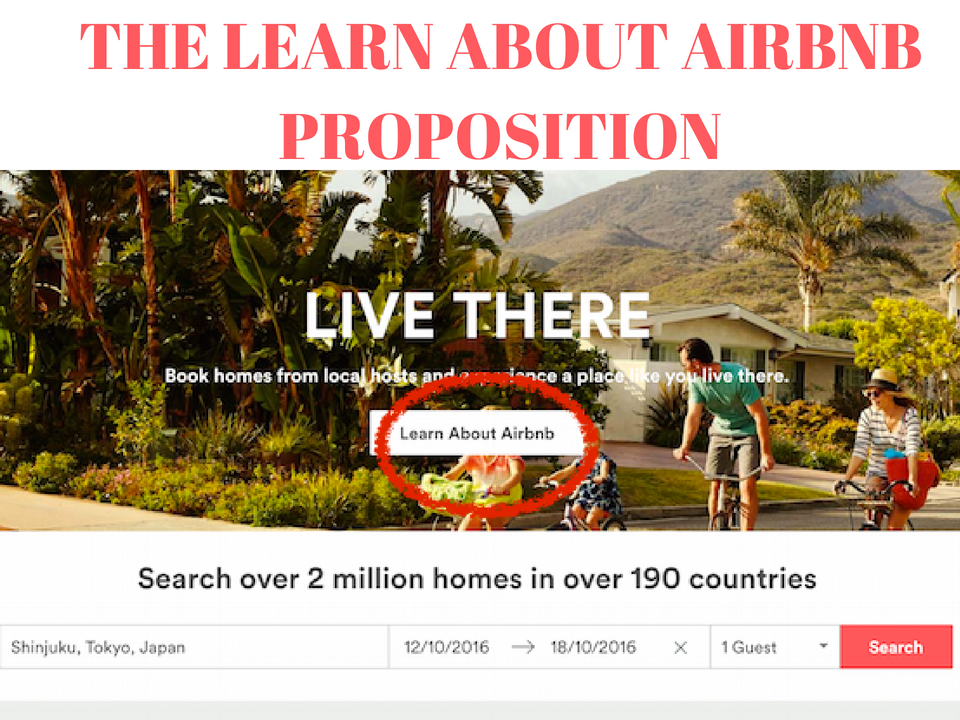 THE LEARN ABOUT AIRBNB
PROPOSITION
LIVE THERE
Book homes from local hosts and experience a place like you live there.
Learn About Airbnb
Search over 2 million homes in over 190 countries
Shinjuku, Tokyo, Japan 12/10/2016 → 18/10/2016 × 1 Guest Search